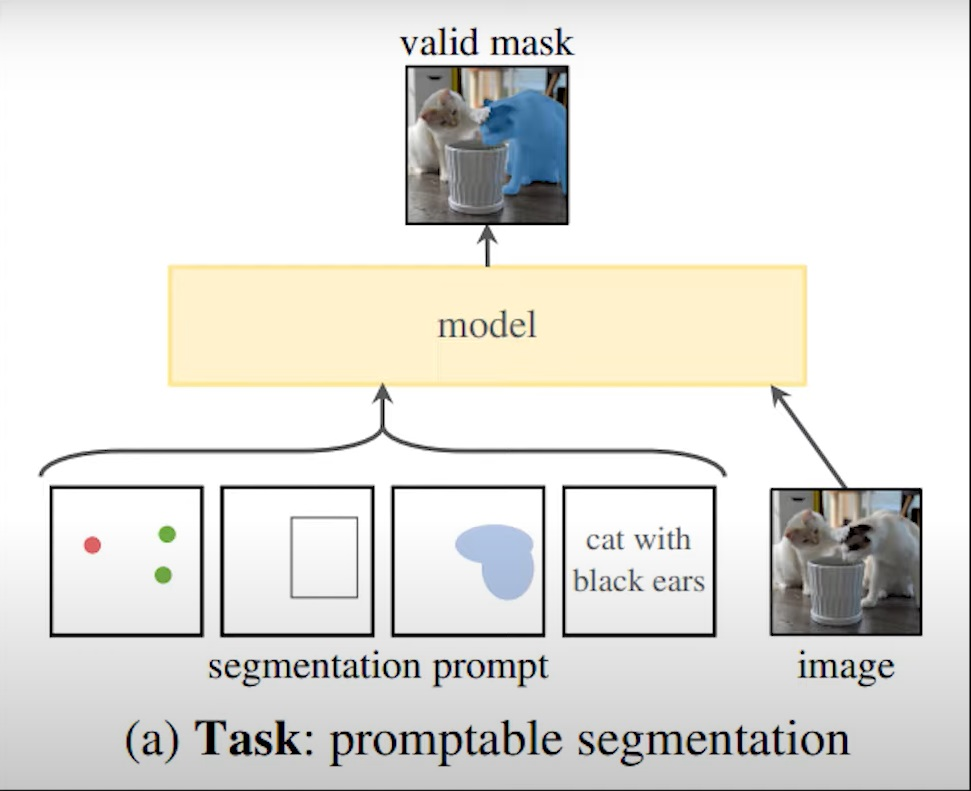 valid mask
model
cat with
black ears
segmentation prompt
image
(a) Task: promptable segmentation